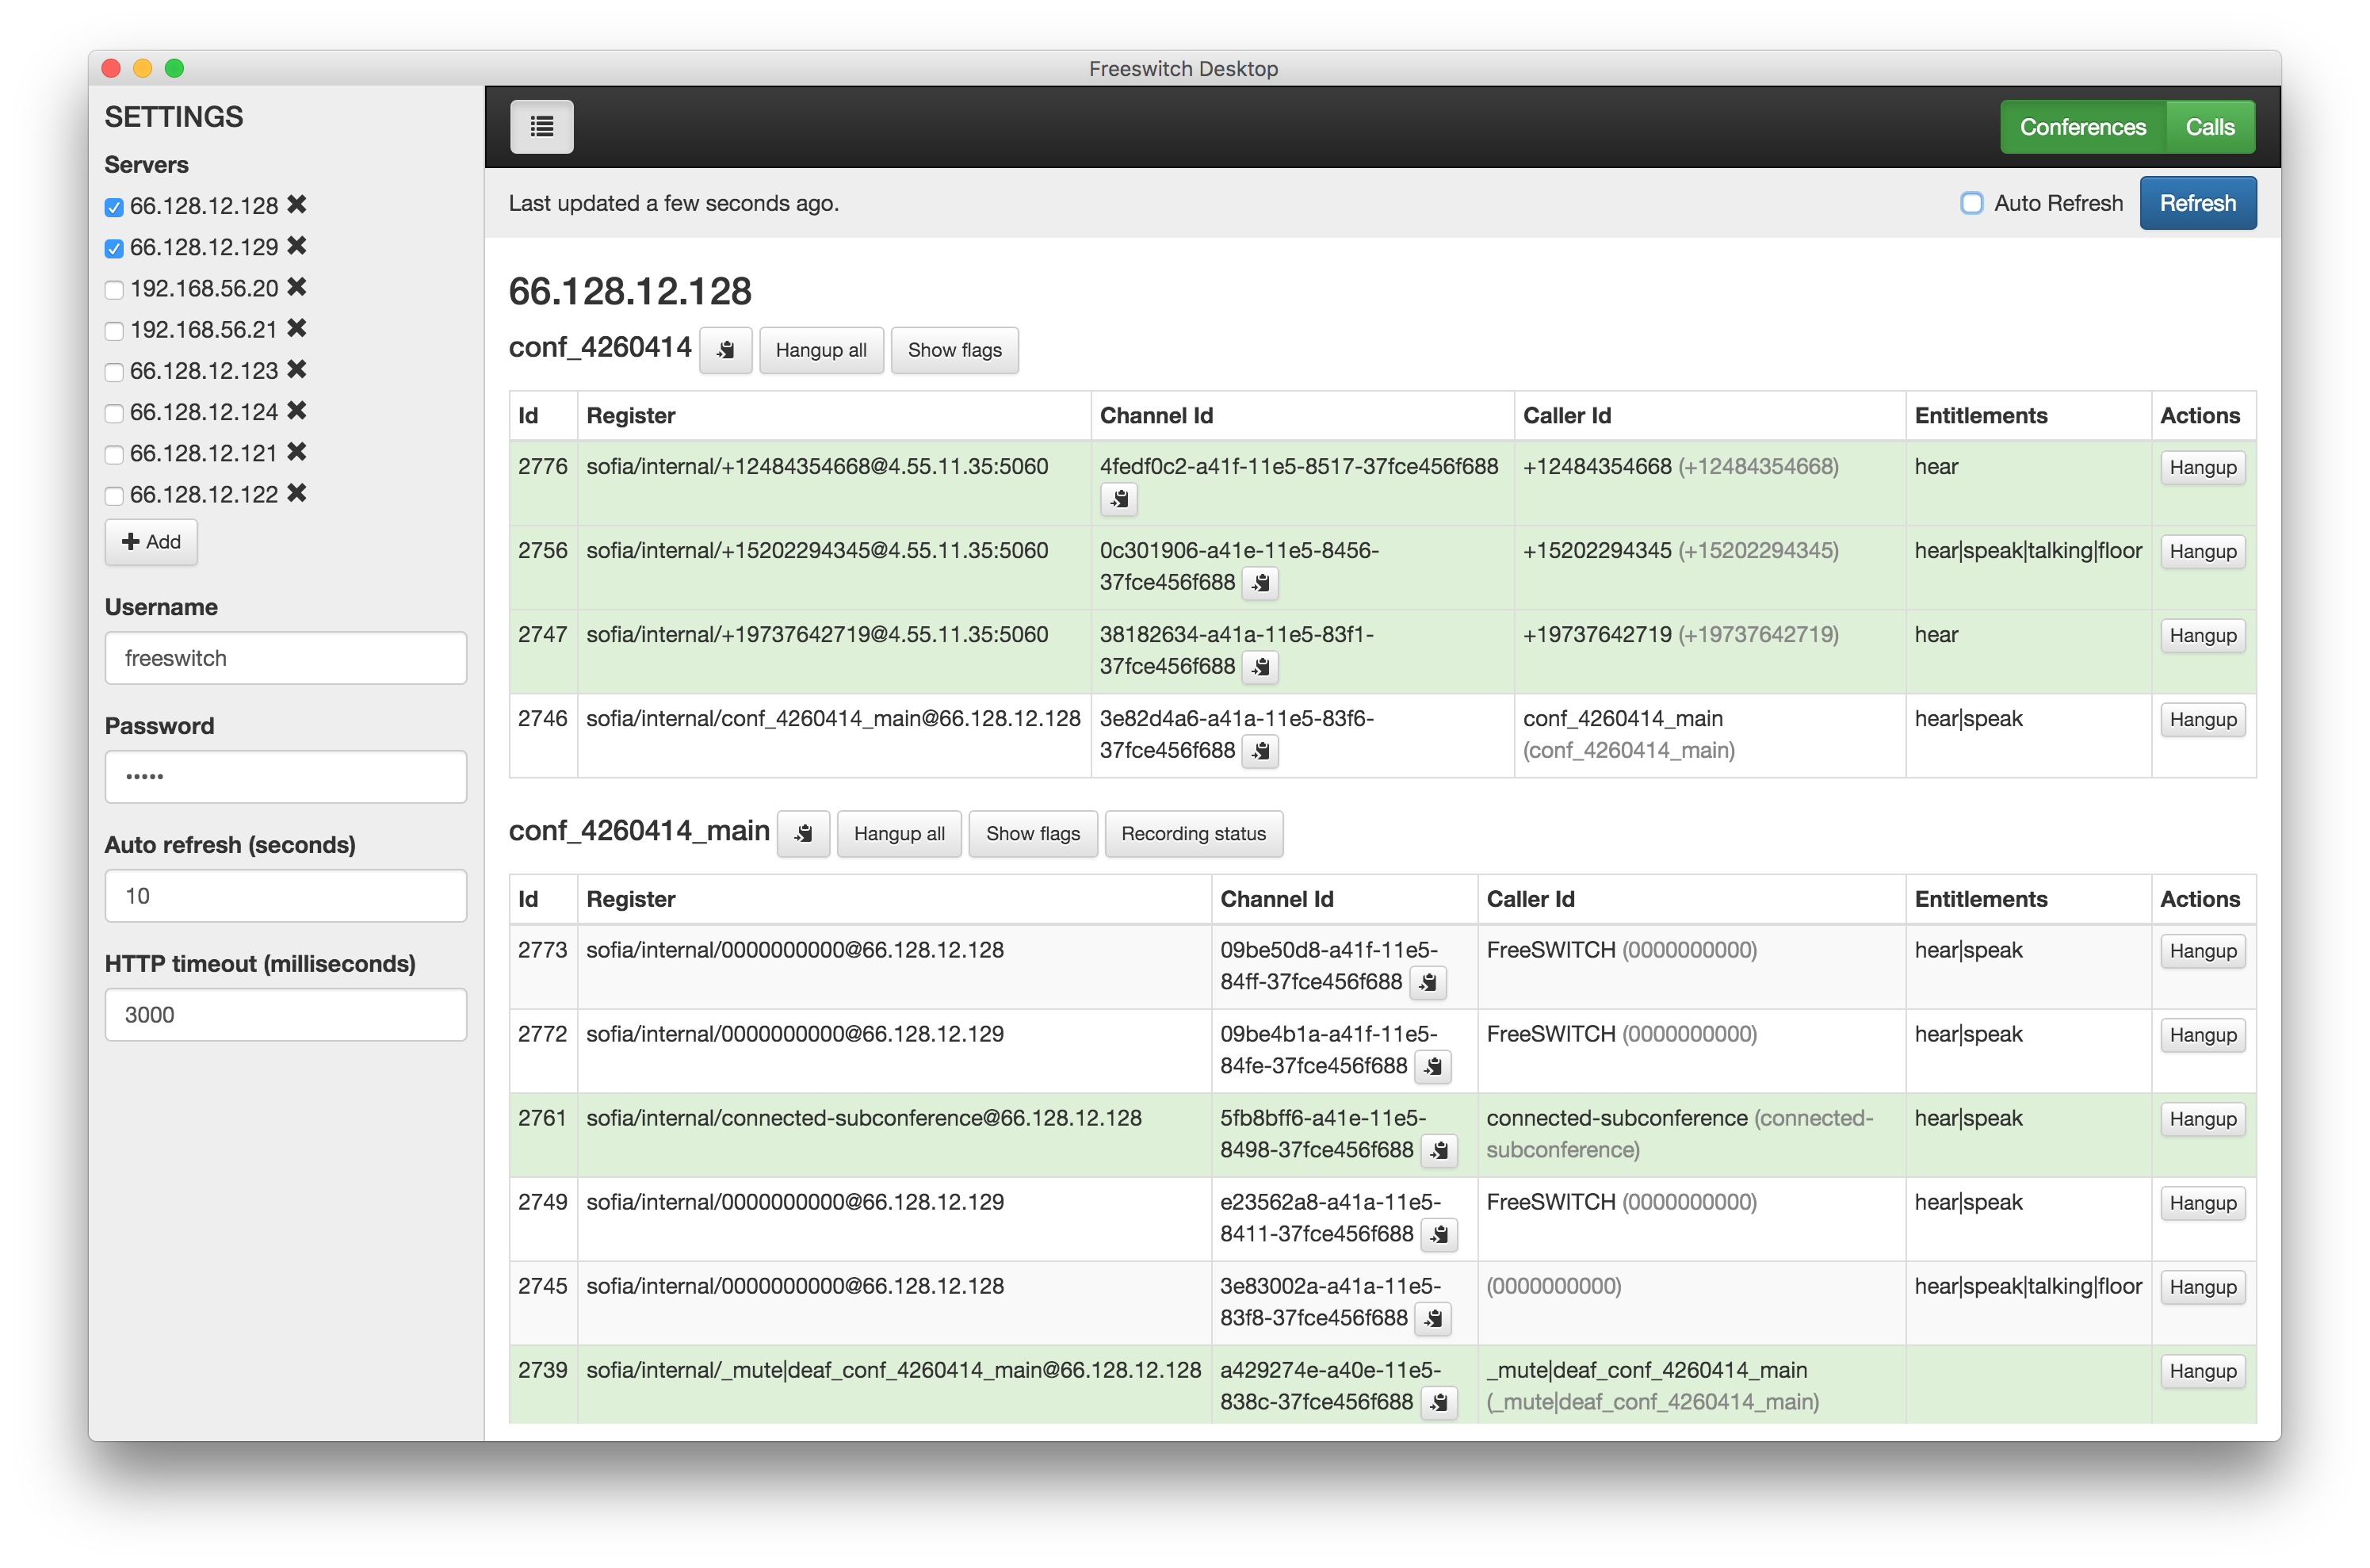 Freeswitch Desktop
SETTINGS
Servers
66.128.12.128
66.128.12.129
192.168.56.20
192.168.56.21
66.128.12.123
66.128.12.124
66.128.12.121
66.128.12.122
Add
Username
freeswitch
Password
•••••
Auto refresh (seconds)
10
HTTP timeout (milliseconds)
3000
Conferences Calls
Last updated a few seconds ago. Auto Refresh Refresh
66.128.12.128
conf_4260414 Hangup all Show flags
Id Register Channel Id Caller Id Entitlements Actions
2776 sofia/internal/+12484354668@4.55.11.35:5060 4fedf0c2-a41f-11e5-8517-37fce456f688 +12484354668 (+12484354668) hear Hangup
2756 sofia/internal/+15202294345@4.55.11.35:5060 0c301906-a41e-11e5-8456- +15202294345 (+15202294345) hear|speak|talking|floor Hangup
37fce456f688
2747 sofia/internal/+19737642719@4.55.11.35:5060 38182634-a41a-11e5-83f1- +19737642719 (+19737642719) hear Hangup
37fce456f688
2746 sofia/internal/conf_4260414_main@66.128.12.128 3e82d4a6-a41a-11e5-83f6- conf_4260414_main hear|speak Hangup
37fce456f688 (conf_4260414_main)
conf_4260414_main Hangup all Show flags Recording status
Id Register Channel Id Caller Id Entitlements Actions
2773 sofia/internal/0000000000@66.128.12.128 09be50d8-a41f-11e5- FreeSWITCH (0000000000) hear|speak Hangup
84ff-37fce456f688
2772 sofia/internal/0000000000@66.128.12.129 09be4b1a-a41f-11e5- FreeSWITCH (0000000000) hear|speak Hangup
84fe-37fce456f688
2761 sofia/internal/connected-subconference@66.128.12.128 5fb8bff6-a41e-11e5- connected-subconference (connected- hear|speak Hangup
8498-37fce456f688 subconference)
2749 sofia/internal/0000000000@66.128.12.129 e23562a8-a41a-11e5- FreeSWITCH (0000000000) hear|speak Hangup
8411-37fce456f688
2745 sofia/internal/0000000000@66.128.12.128 3e83002a-a41a-11e5- (0000000000) hear|speak|talking|floor Hangup
83f8-37fce456f688
2739 sofia/internal/_mute|deaf_conf_4260414_main@66.128.12.128 a429274e-a40e-11e5- _mute|deaf_conf_4260414_main Hangup
838c-37fce456f688 (_mute|deaf_conf_4260414_main)